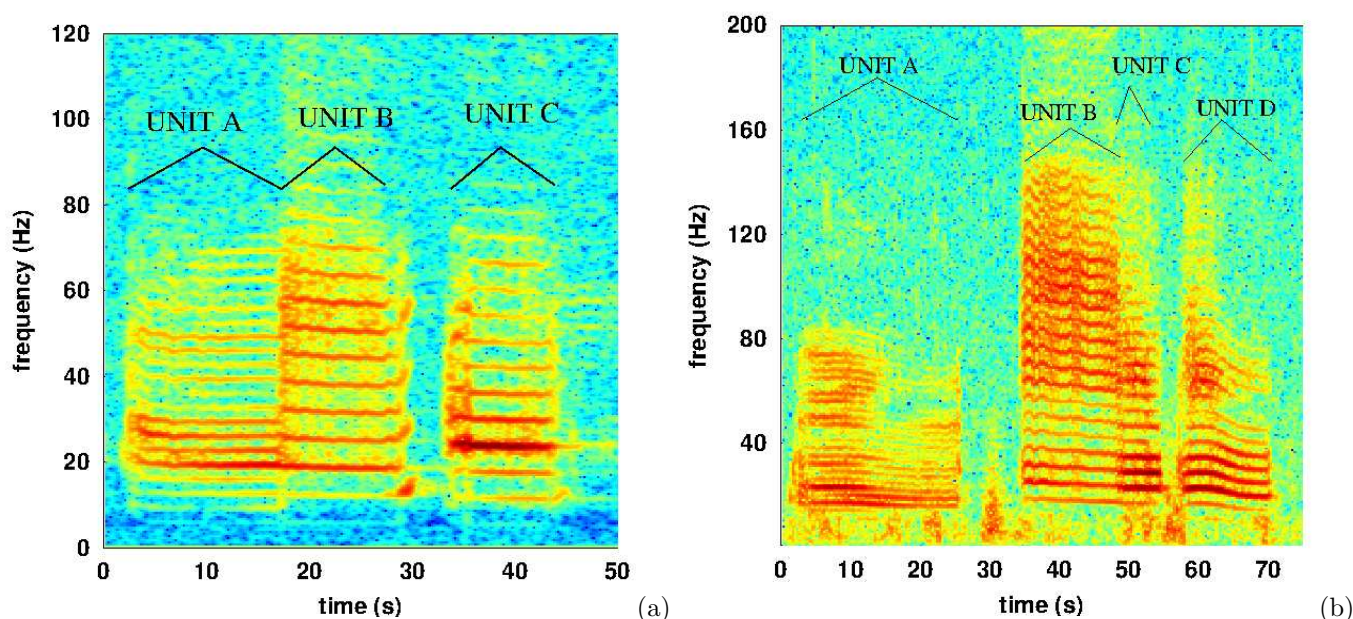 120
100
80
60
40
20
0
frequency (Hz)
UNIT A
UNIT B
UNIT C
0 10 20 30 40 50
time (s)
(a)
200
160
120
80
40
frequency (Hz)
UNIT A
UNIT B
UNIT C
UNIT D
0 10 20 30 40 50 60 70
time (s)
(b)